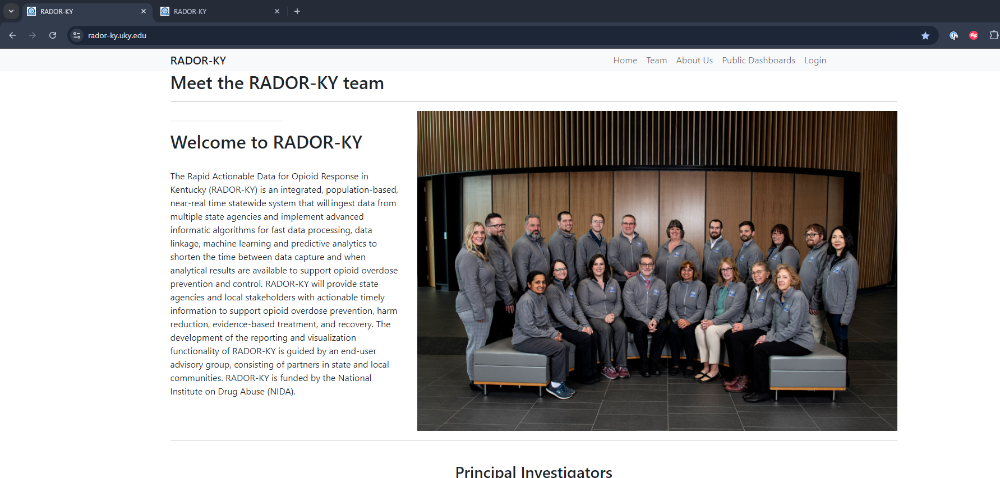 RADOR-KY
RADOR-KY
rador-ky.uky.edu
RADOR-KY
Home Team About Us Public Dashboards Login
Meet the RADOR-KY team
Welcome to RADOR-KY
The Rapid Actionable Data for Opioid Response in
Kentucky (RADOR-KY) is an integrated, population-based,
near-real time statewide system that will ingest data from
multiple state agencies and implement advanced
informatic algorithms for fast data processing, data
linkage, machine learning and predictive analytics to
shorten the time between data capture and when
analytical results are available to support opioid overdose
prevention and control. RADOR-KY will provide state
agencies and local stakeholders with actionable timely
information to support opioid overdose prevention, harm
reduction, evidence-based treatment, and recovery. The
development of the reporting and visualization
functionality of RADOR-KY is guided by an end-user
advisory group, consisting of partners in state and local
communities. RADOR-KY is funded by the National
Institute on Drug Abuse (NIDA).
Principal Investigators